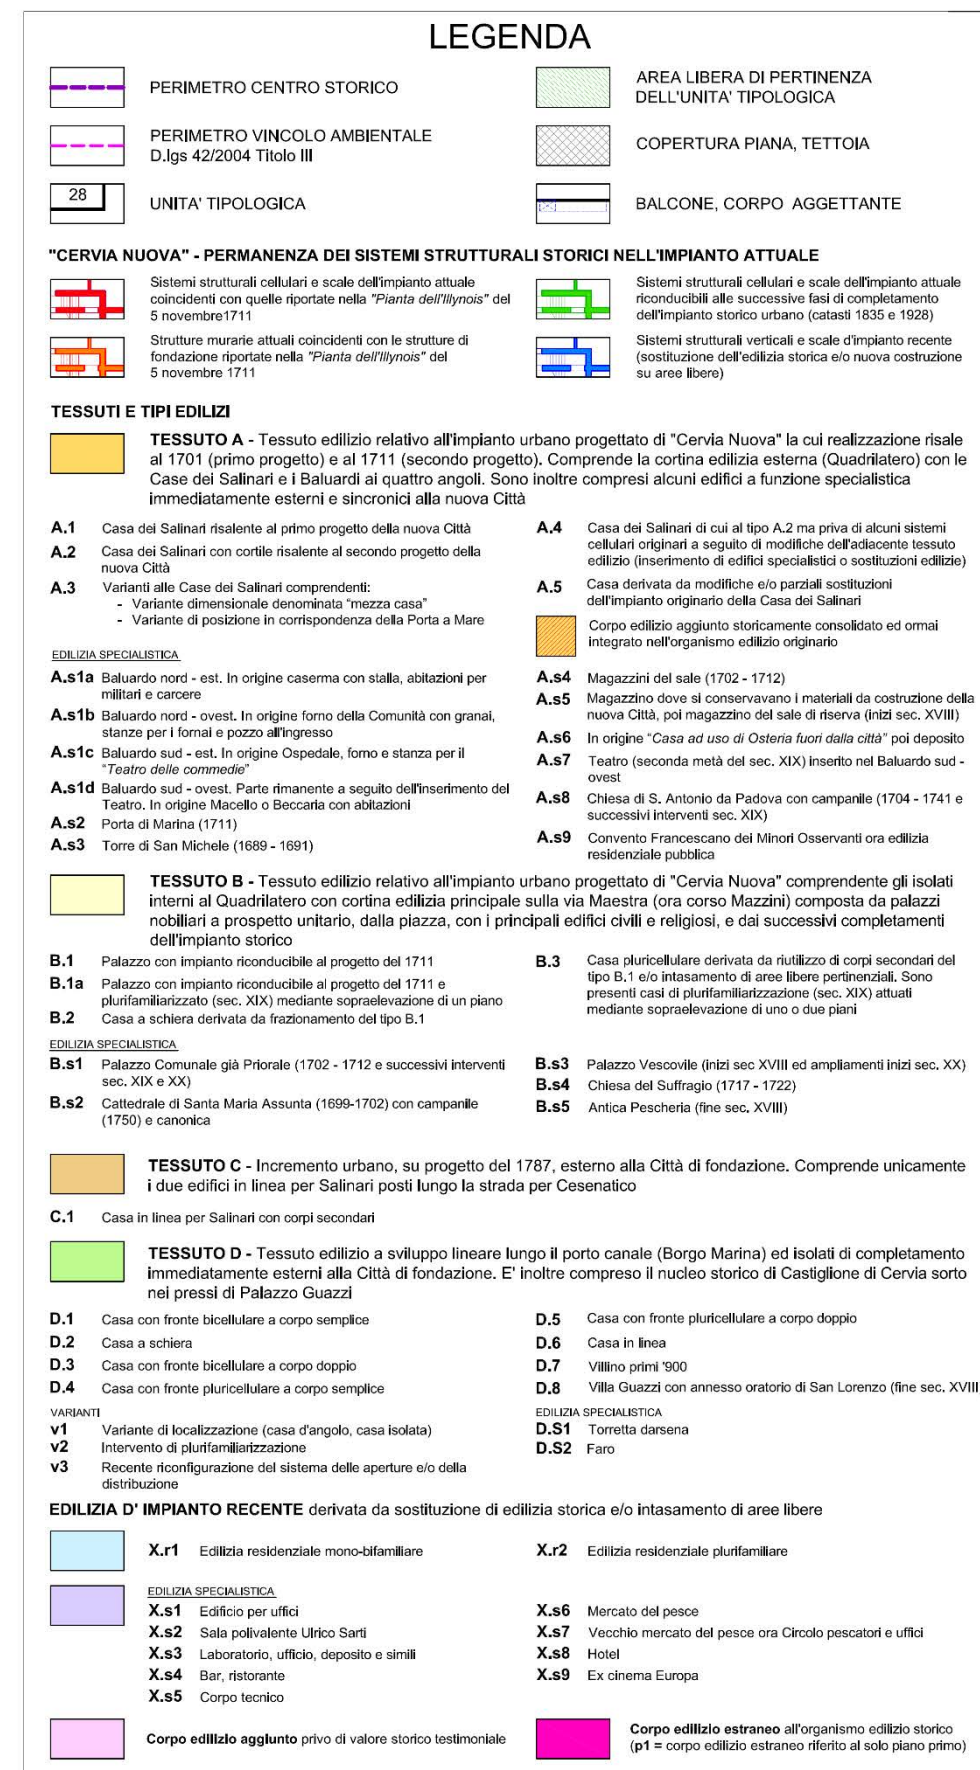 LEGENDA
PERIMETRO CENTRO STORICO
PERIMETRO VINCOLO AMBIENTALE
D.lgs 42/2004 Titolo III
28
UNITA' TIPOLOGICA
AREA LIBERA DI PERTINENZA
DELL'UNITA' TIPOLOGICA
COPERTURA PIANA, TETTOIA
BALCONE, CORPO AGGETTANTE
"CERVIA NUOVA" - PERMANENZA DEI SISTEMI STRUTTURALI STORICI NELL'IMPIANTO ATTUALE
Sistemi strutturali cellulari e scale dell'impianto attuale
coincidenti con quelle riportate nella "Pianta dell'Illynois" del
5 novembre1711
Strutture murarie attuali coincidenti con le strutture di
fondazione riportate nella "Pianta dell'Illynois" del
5 novembre 1711
Sistemi strutturali cellulari e scale dell'impianto attuale
riconducibili alle successive fasi di completamento
dell'impianto storico urbano (catasti 1835 e 1928)
Sistemi strutturali verticali e scale d'impianto recente
(sostituzione dell'edilizia storica e/o nuova costruzione
su aree libere)
TESSUTI E TIPI EDILIZI
TESSUTO A - Tessuto edilizio relativo all'impianto urbano progettato di "Cervia Nuova" la cui realizzazione risale
al 1701 (primo progetto) e al 1711 (secondo progetto). Comprende la cortina edilizia esterna (Quadrilatero) con le
Case dei Salinari e i Baluardi ai quattro angoli. Sono inoltre compresi alcuni edifici a funzione specialistica
immediatamente esterni e sincronici alla nuova Città
A.1 Casa dei Salinari risalente al primo progetto della nuova Città
A.2 Casa dei Salinari con cortile risalente al secondo progetto della
nuova Città
A.3 Varianti alle Case dei Salinari comprendenti:
- Variante dimensionale denominata "mezza casa"
- Variante di posizione in corrispondenza della Porta a Mare
A.4 Casa dei Salinari di cui al tipo A.2 ma priva di alcuni sistemi
cellulari originari a seguito di modifiche dell'adiacente tessuto
edilizio (inserimento di edifici specialistici o sostituzioni edilizie)
A.5 Casa derivata da modifiche e/o parziali sostituzioni
dell'impianto originario della Casa dei Salinari
Corpo edilizio aggiunto storicamente consolidato ed ormai
integrato nell'organismo edilizio originario
EDILIZIA SPECIALISTICA
A.s1a Baluardo nord - est. In origine caserma con stalla, abitazioni per
militari e carcere
A.s1b Baluardo nord - ovest. In origine forno della Comunità con granai,
stanze per i fornai e pozzo all'ingresso
A.s1c Baluardo sud - est. In origine Ospedale, forno e stanza per il
"Teatro delle commedie"
A.s1d Baluardo sud - ovest. Parte rimanente a seguito dell'inserimento del
Teatro. In origine Macello o Beccaria con abitazioni
A.s2 Porta di Marina (1711)
A.s3 Torre di San Michele (1689 - 1691)
A.s4 Magazzini del sale (1702 - 1712)
A.s5 Magazzino dove si conservavano i materiali da costruzione della
nuova Città, poi magazzino del sale di riserva (inizi sec. XVIII)
A.s6 In origine "Casa ad uso di Osteria fuori dalla città" poi deposito
A.s7 Teatro (seconda metà del sec. XIX) inserito nel Baluardo sud -
ovest
A.s8 Chiesa di S. Antonio da Padova con campanile (1704 - 1741 e
successivi interventi sec. XIX)
A.s9 Convento Francescano dei Minori Osservanti ora edilizia
residenziale pubblica
TESSUTO B - Tessuto edilizio relativo all'impianto urbano progettato di "Cervia Nuova" comprendente gli isolati
interni al Quadrilatero con cortina edilizia principale sulla via Maestra (ora corso Mazzini) composta da palazzi
nobiliari a prospetto unitario, dalla piazza, con i principali edifici civili e religiosi, e dai successivi completamenti
dell'impianto storico
B.1 Palazzo con impianto riconducibile al progetto del 1711
B.1a Palazzo con impianto riconducibile al progetto del 1711 e
plurifamiliarizzato (sec. XIX) mediante sopraelevazione di un piano
B.2 Casa a schiera derivata da frazionamento del tipo B.1
B.3 Casa pluricellulare derivata da riutilizzo di corpi secondari del
tipo B.1 e/o intasamento di aree libere pertinenziali. Sono
presenti casi di plurifamiliarizzazione (sec. XIX) attuati
mediante sopraelevazione di uno o due piani
EDILIZIA SPECIALISTICA
B.s1 Palazzo Comunale già Priorale (1702 - 1712 e successivi interventi
sec. XIX e XX)
B.s2 Cattedrale di Santa Maria Assunta (1699-1702) con campanile
(1750) e canonica
B.s3 Palazzo Vescovile (inizi sec XVIII ed ampliamenti inizi sec. XX)
B.s4 Chiesa del Suffragio (1717 - 1722)
B.s5 Antica Pescheria (fine sec. XVIII)
TESSUTO C - Incremento urbano, su progetto del 1787, esterno alla Città di fondazione. Comprende unicamente
i due edifici in linea per Salinari posti lungo la strada per Cesenatico
C.1 Casa in linea per Salinari con corpi secondari
TESSUTO D - Tessuto edilizio a sviluppo lineare lungo il porto canale (Borgo Marina) ed isolati di completamento
immediatamente esterni alla Città di fondazione. E' inoltre compreso il nucleo storico di Castiglione di Cervia sorto
nei pressi di Palazzo Guazzi
D.1 Casa con fronte bicellulare a corpo semplice
D.2 Casa a schiera
D.3 Casa con fronte bicellulare a corpo doppio
D.4 Casa con fronte pluricellulare a corpo semplice
D.5 Casa con fronte pluricellulare a corpo doppio
D.6 Casa in linea
D.7 Villino primi '900
D.8 Villa Guazzi con annesso oratorio di San Lorenzo (fine sec. XVIII
VARIANTI
v1 Variante di localizzazione (casa d'angolo, casa isolata)
v2 Intervento di plurifamiliarizzazione
v3 Recente riconfigurazione del sistema delle aperture e/o della
distribuzione
EDILIZIA SPECIALISTICA
D.S1 Torretta darsena
D.S2 Faro
EDILIZIA D' IMPIANTO RECENTE derivata da sostituzione di edilizia storica e/o intasamento di aree libere
X.r1 Edilizia residenziale mono-bifamiliare
X.r2 Edilizia residenziale plurifamiliare
EDILIZIA SPECIALISTICA
X.s1 Edificio per uffici
X.s2 Sala polivalente Ulrico Sarti
X.s3 Laboratorio, ufficio, deposito e simili
X.s4 Bar, ristorante
X.s5 Corpo tecnico
X.s6 Mercato del pesce
X.s7 Vecchio mercato del pesce ora Circolo pescatori e uffici
X.s8 Hotel
X.s9 Ex cinema Europa
Corpo edilizio aggiunto privo di valore storico testimoniale
Corpo edilizio estraneo all'organismo edilizio storico
(p1 = corpo edilizio estraneo riferito al solo piano primo)